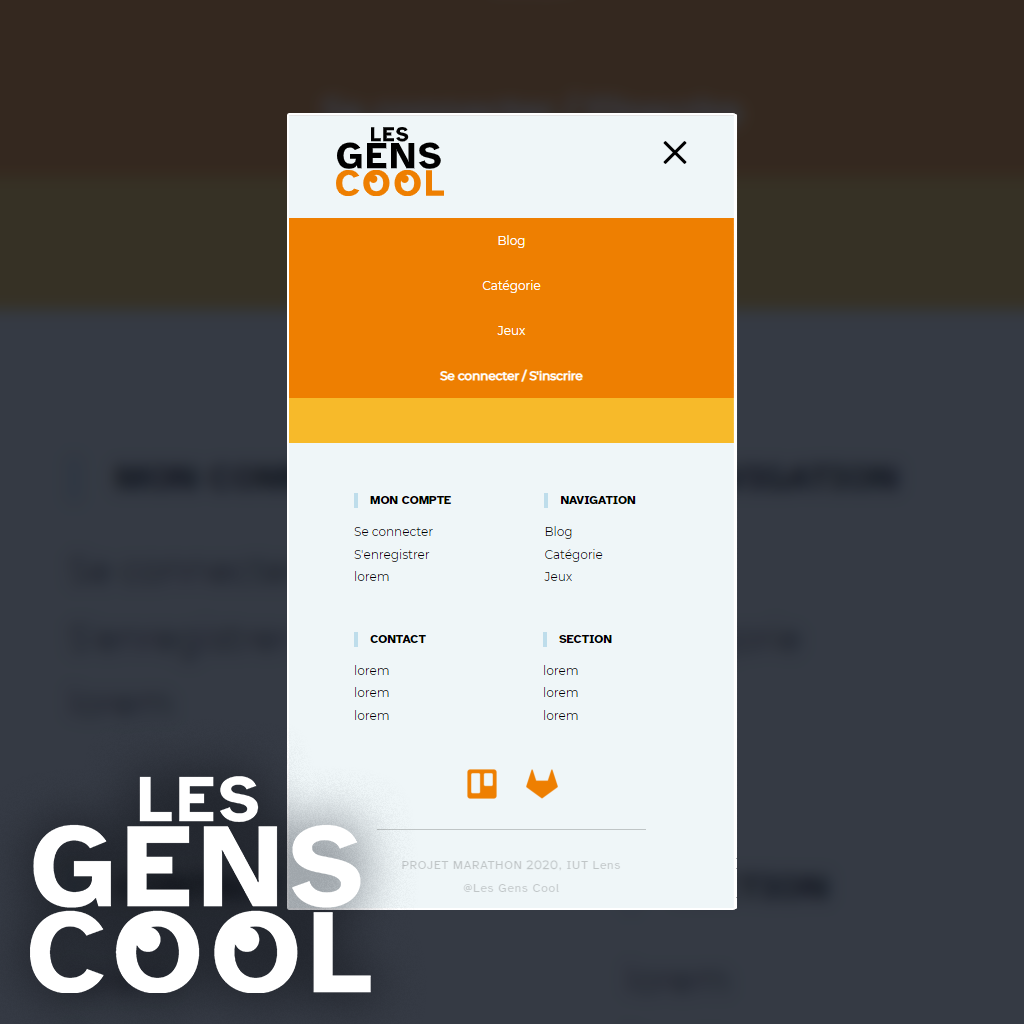 LES
GENS
COOL
Blog
Catégorie
Jeux
Se connecter / S'inscrire
MON COMPTE
Se connecter
S'enregistrer
lorem
NAVIGATION
Blog
Catégorie
Jeux
CONTACT
lorem
lorem
lorem
SECTION
lorem
lorem
lorem
PROJET MARATHON 2020, IUT Lens
@Les Gens Cool
LES
GENS
COOL